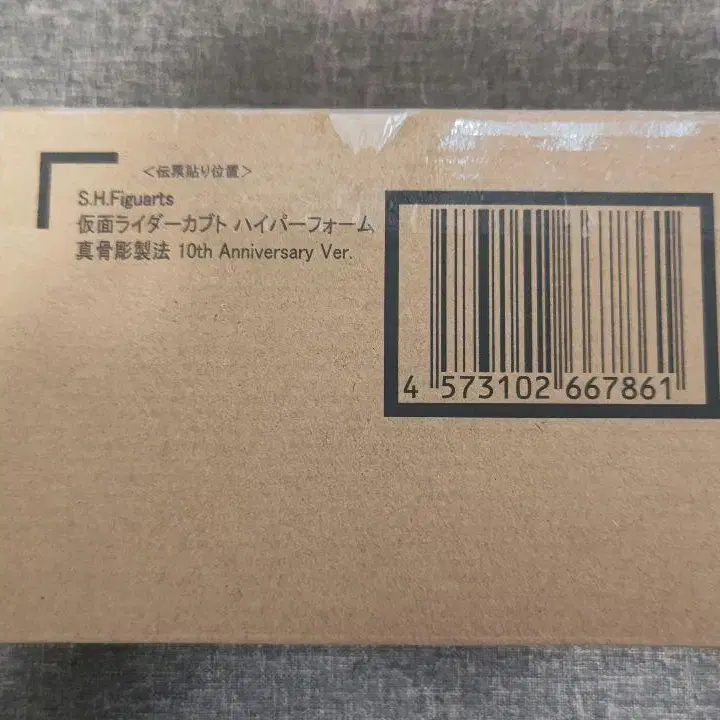 <伝票貼り位置>
S.H.Figuarts
仮面ライダーカブト ハイパーフォーム
真骨彫製法 10th Anniversary Ver.
4 573102 667861